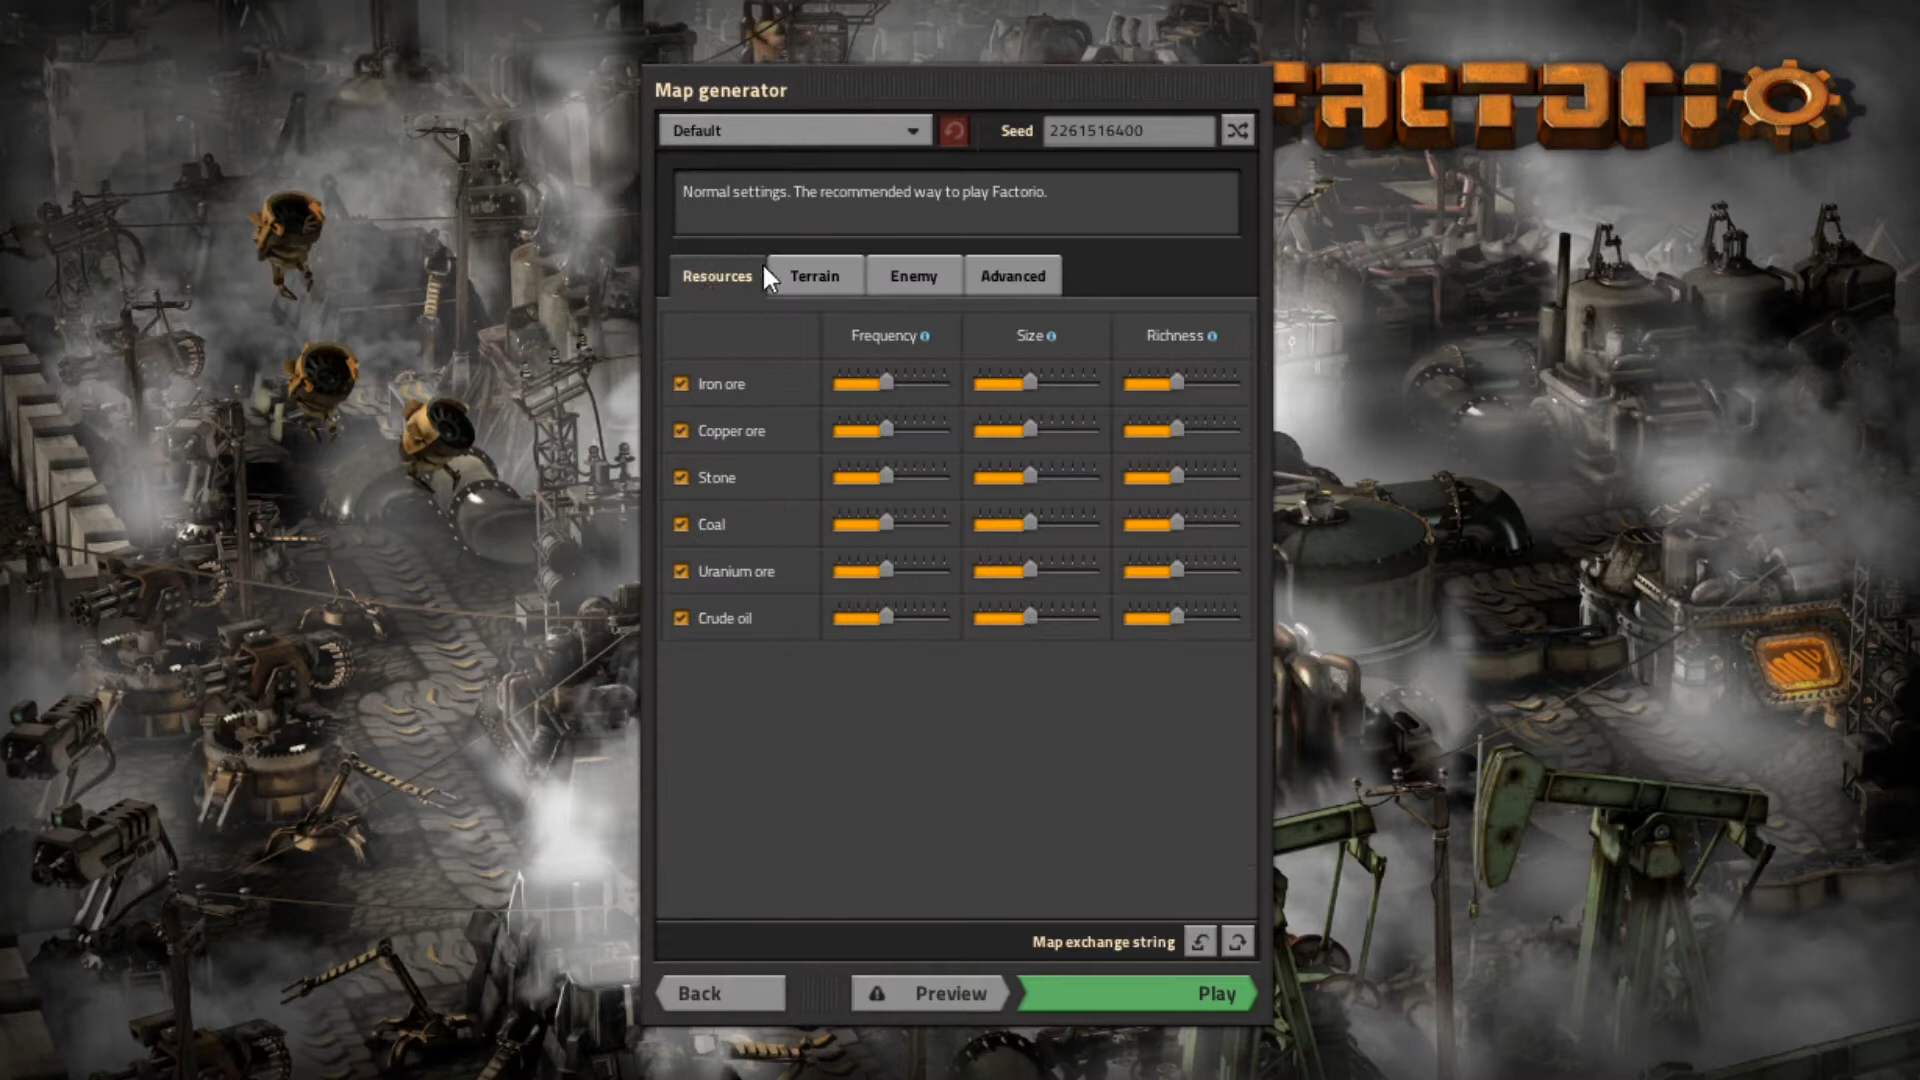 FACTORIO
Map generator
Default
Seed
2261516400
Normal settings. The recommended way to play Factorio.
Resources
Terrain
Enemy
Advanced
Frequency
Size
Richness
Iron ore
Copper ore
Stone
Coal
Uranium ore
Crude oil
Map exchange string
Back
Preview
Play